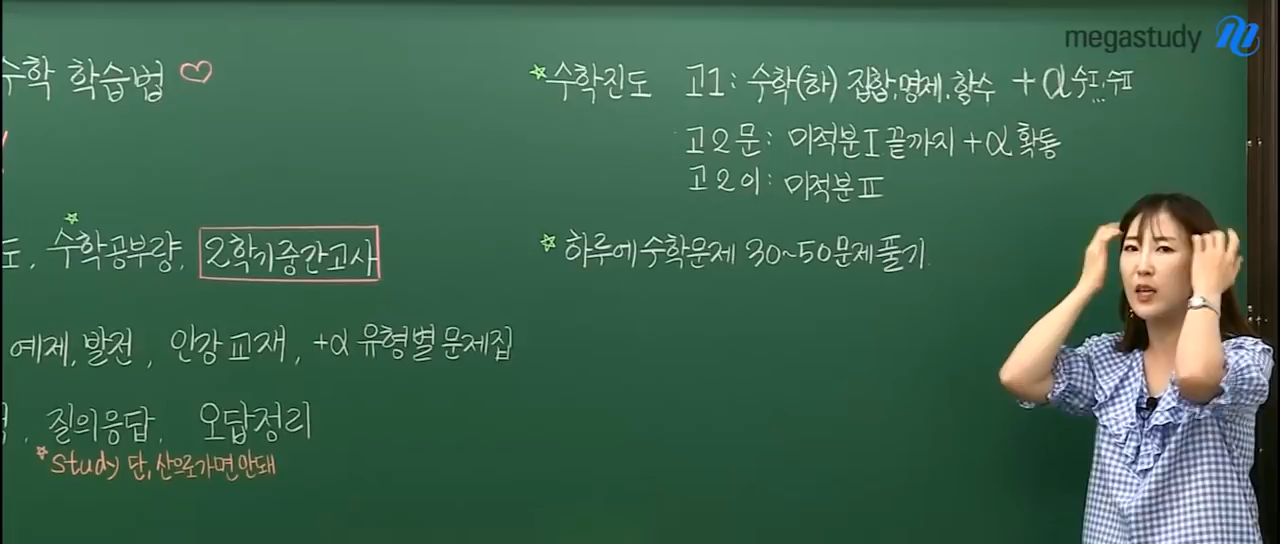 megastudy
수학 학습법 ♡
☆수학진도 고1: 수학(하) 집합,명제,함수 +α 수Ⅰ,수Ⅱ
고2문: 미적분Ⅰ끝까지+α 확통
고2이: 미적분Ⅱ
도, ☆수학공부량, 2학기중간고사
☆하루에수학문제 30~50문제풀기.
예제,발전, 인강교재, +α 유형별문제집
, 질의응답, 오답정리
*study 단,산으로가면안돼